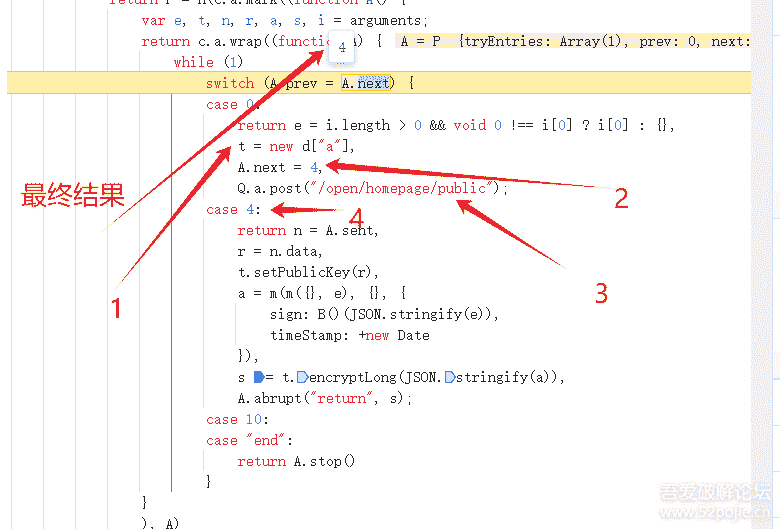 var e, t, n, r, a, s, i = arguments;
return c.a.wrap((function A) { A = P {tryEntries: Array(1), prev: 0, next:
4
while (1)
switch (A.prev = A.next) {
case 0:
return e = i.length > 0 && void 0 !== i[0] ? i[0] : {},
t = new d["a"],
A.next = 4,
Q.a.post("/open/homepage/public");
最终结果
2
case 4:
4
return n = A.sent,
r = n.data,
t.setPublicKey(r),
3
a = m(m({}, e), {}, {
1
sign: B()(JSON.stringify(e)),
timeStamp: +new Date
}),
s = t.encryptLong(JSON.stringify(a)),
A.abrupt("return", s);
case 10:
case "end":
return A.stop()
}
}
), A)
吾爱破解论坛
www.52pojie.cn